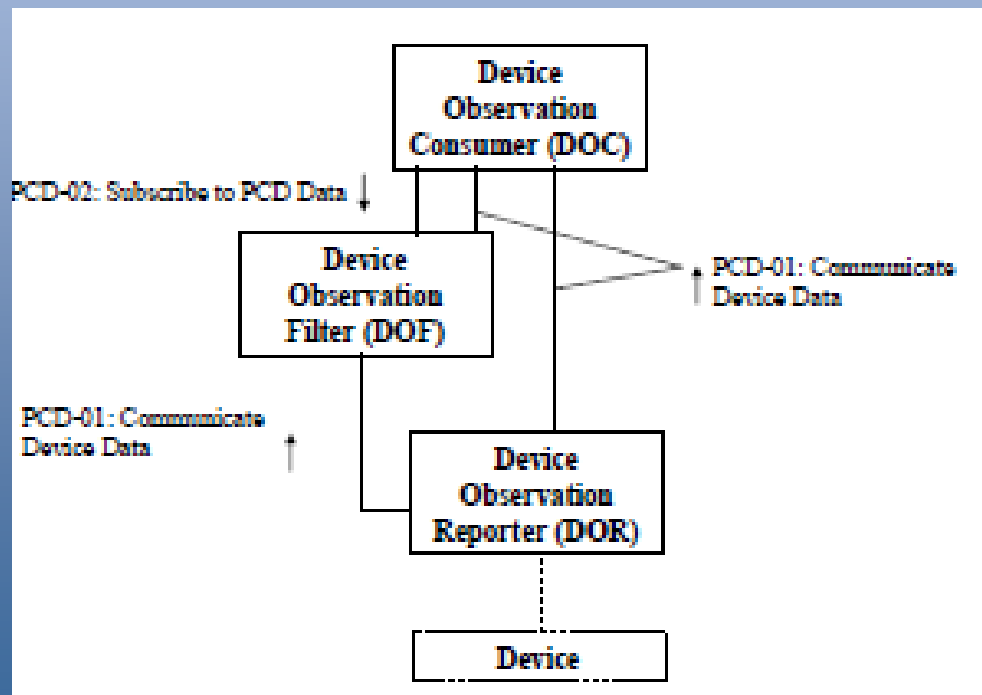 Device
Observation
Consumer (DOC)
PCD-02: Subscribe to PCD Data
Device
Observation
Filter (DOF)
PCD-01: Communicate
Device Data
PCD-01: Communicate
Device Data
Device
Observation
Reporter (DOR)
Device